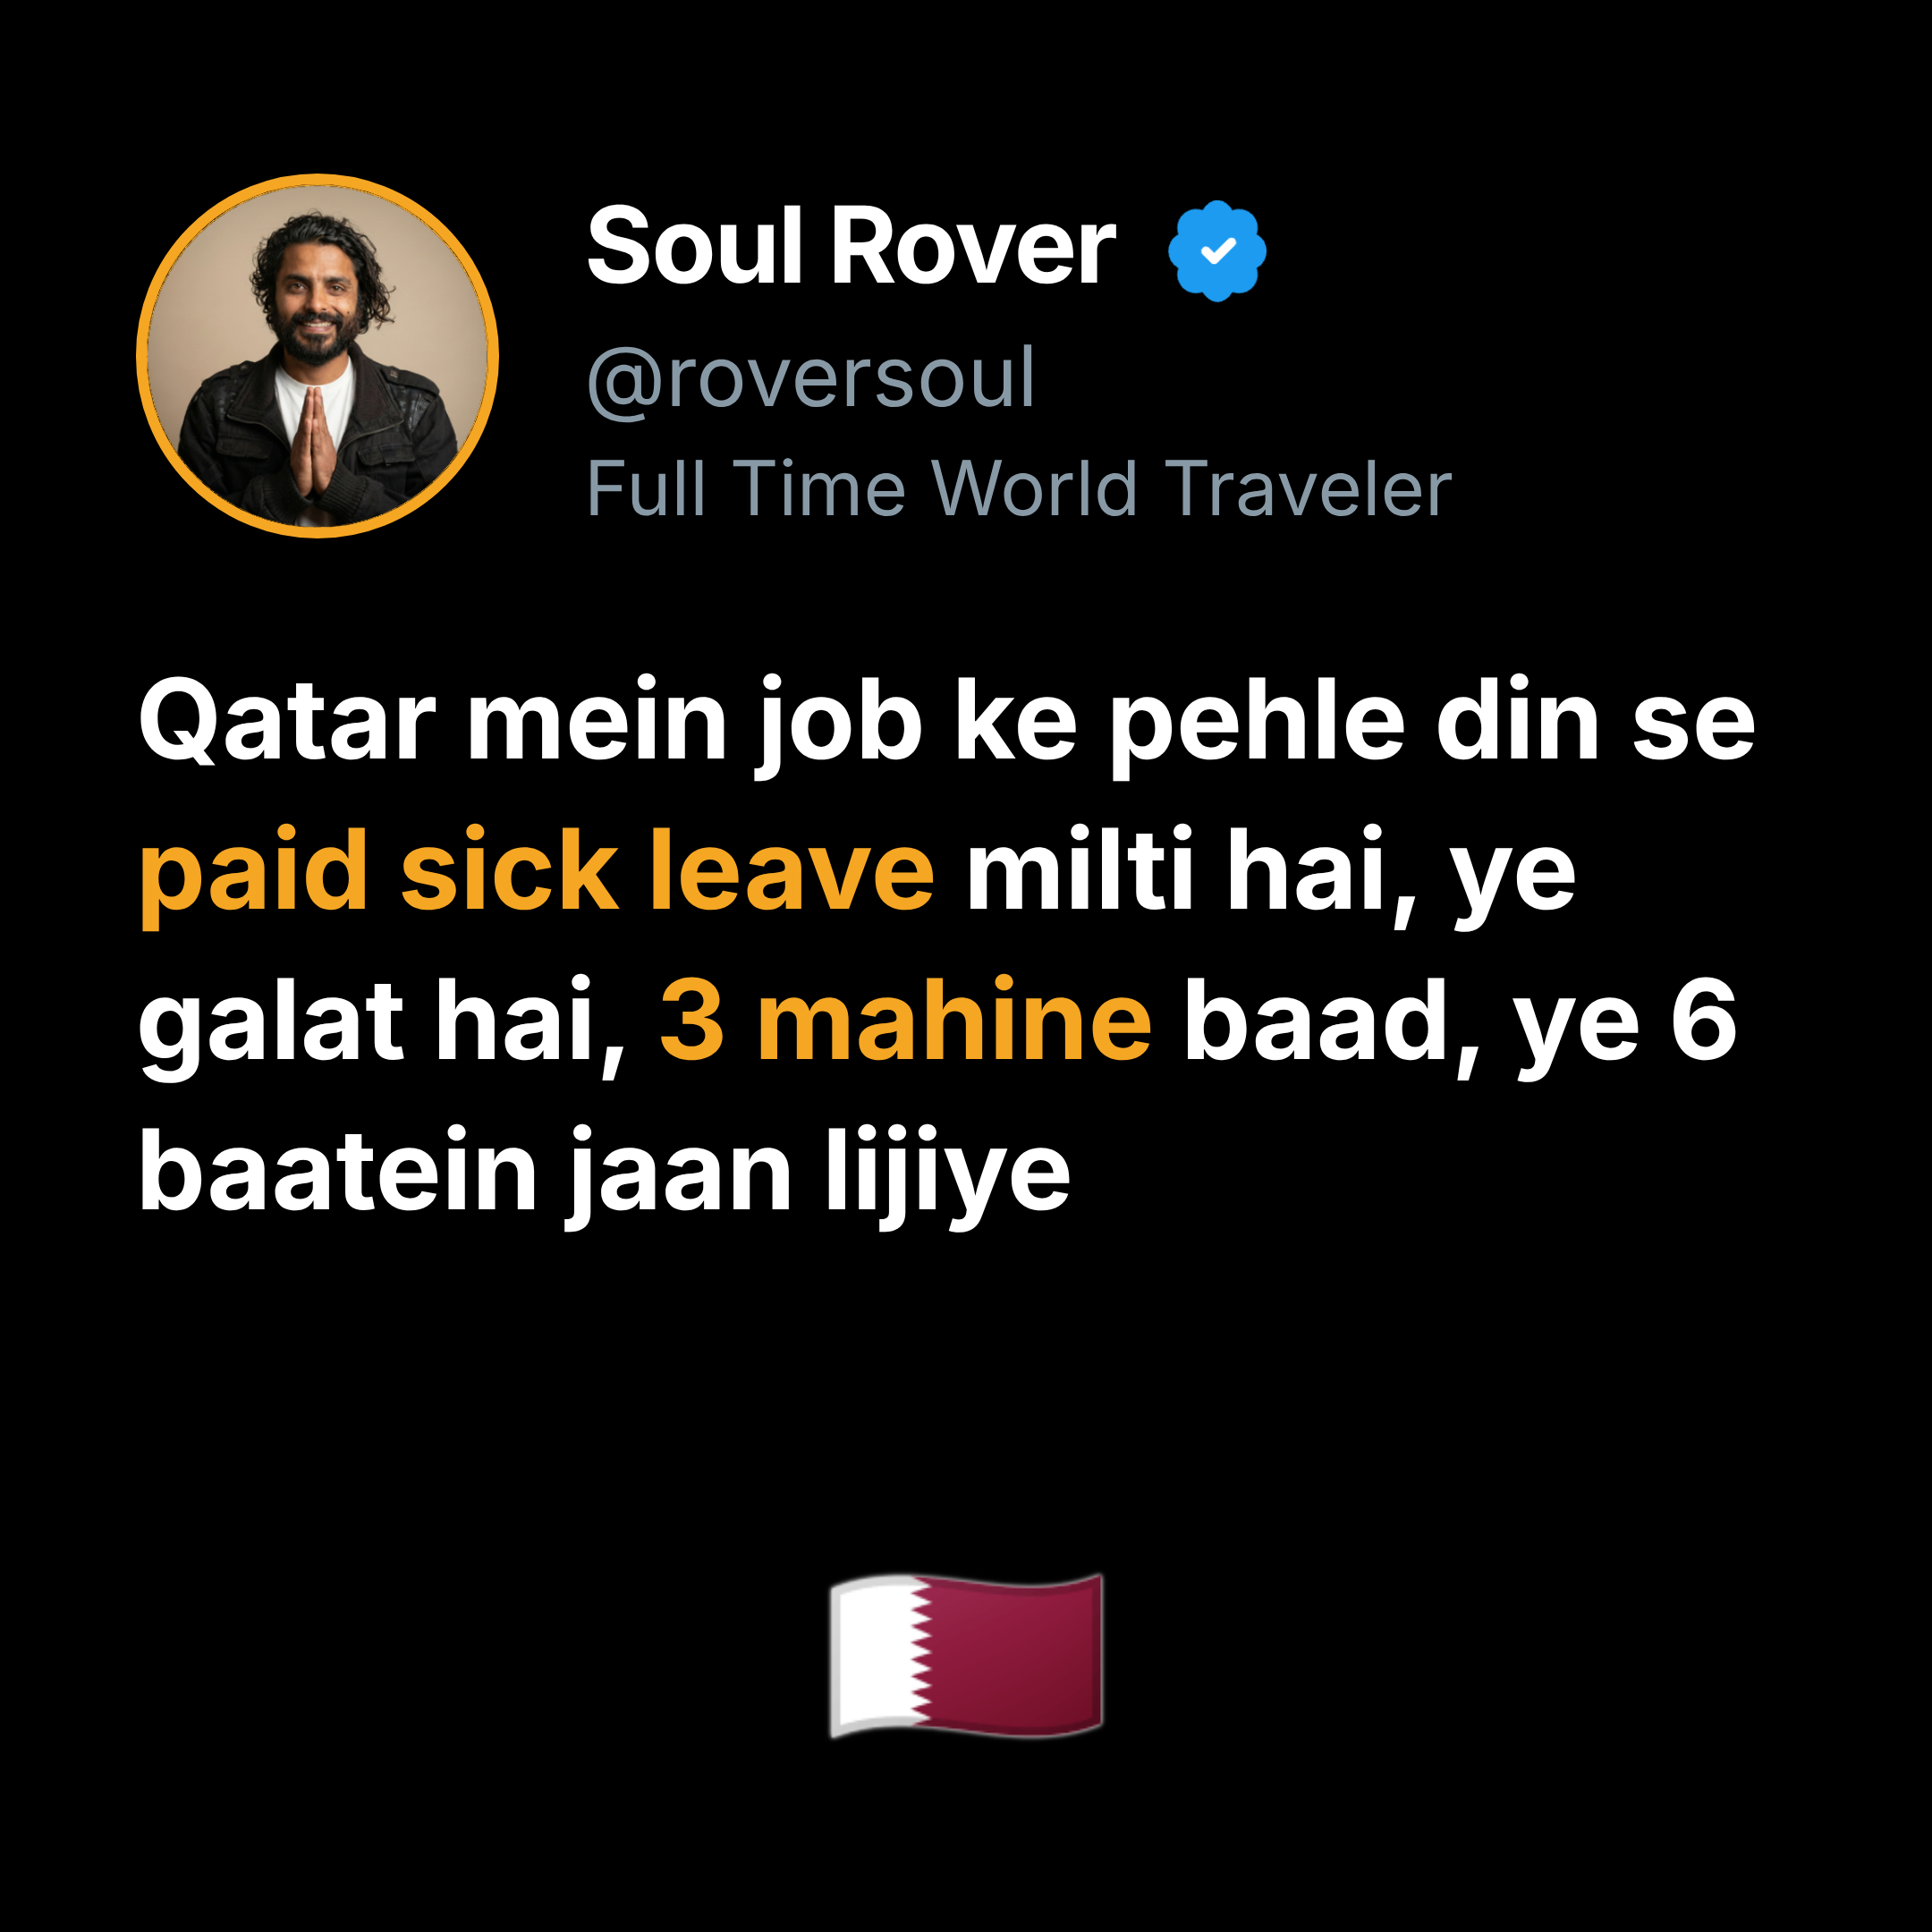 Soul Rover
@roversoul
Full Time World Traveler
Qatar mein job ke pehle din se
paid sick leave milti hai, ye
galat hai, 3 mahine baad, ye 6
baatein jaan lijiye